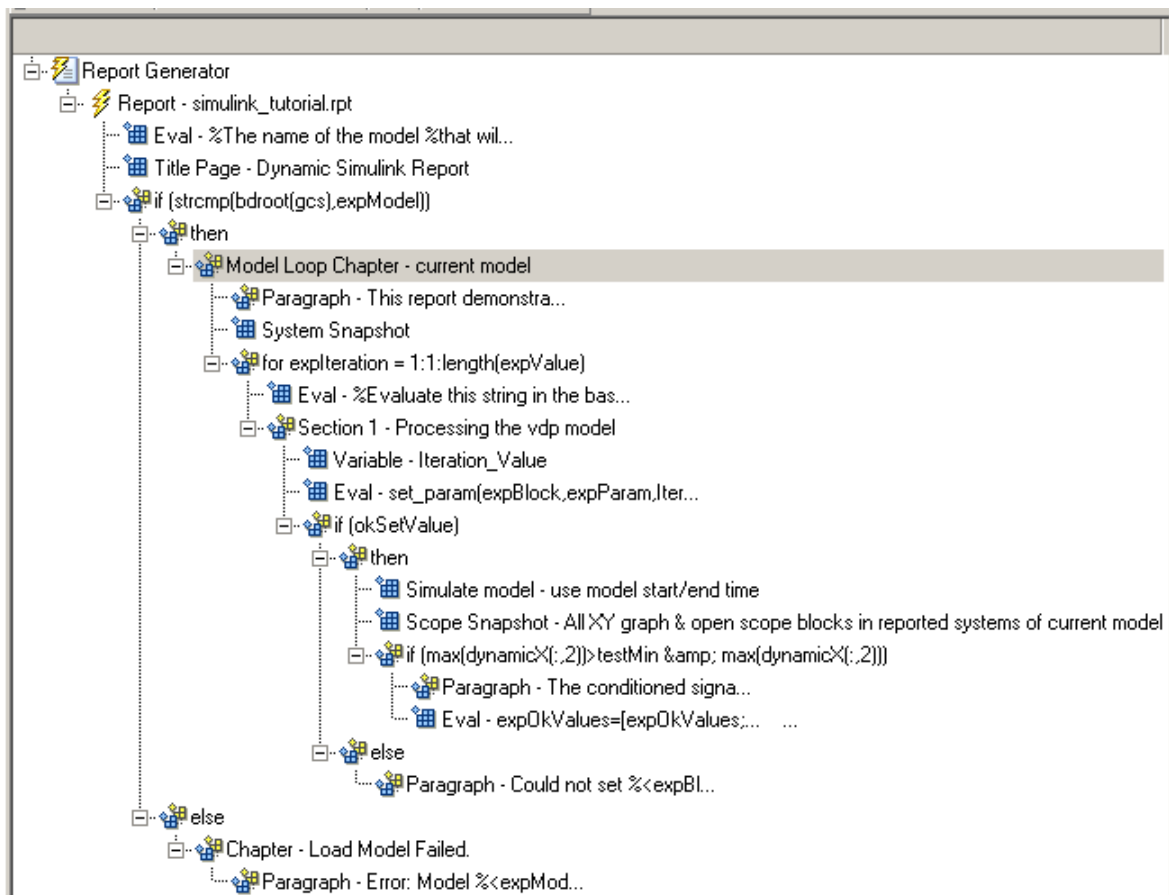 Report Generator
Report - simulink_tutorial.rpt
Eval - %The name of the model %that wil...
Title Page - Dynamic Simulink Report
if (strcmp(bdroot(gcs),expModel))
then
Model Loop Chapter - current model
Paragraph - This report demonstra...
System Snapshot
for expIteration = 1:1:length(expValue)
Eval - %Evaluate this string in the bas...
Section 1 - Processing the vdp model
Variable - Iteration_Value
Eval - set_param(expBlock,expParam,Iter...
if (okSetValue)
then
Simulate model - use model start/end time
Scope Snapshot - All XY graph & open scope blocks in reported systems of current model
if (max(dynamicX(:,2))>testMin &amp; max(dynamicX(:,2)))
Paragraph - The conditioned signa...
Eval - expOkValues=[expOkValues;... ...
else
Paragraph - Could not set %<expBl...
else
Chapter - Load Model Failed.
Paragraph - Error: Model %<expMod...